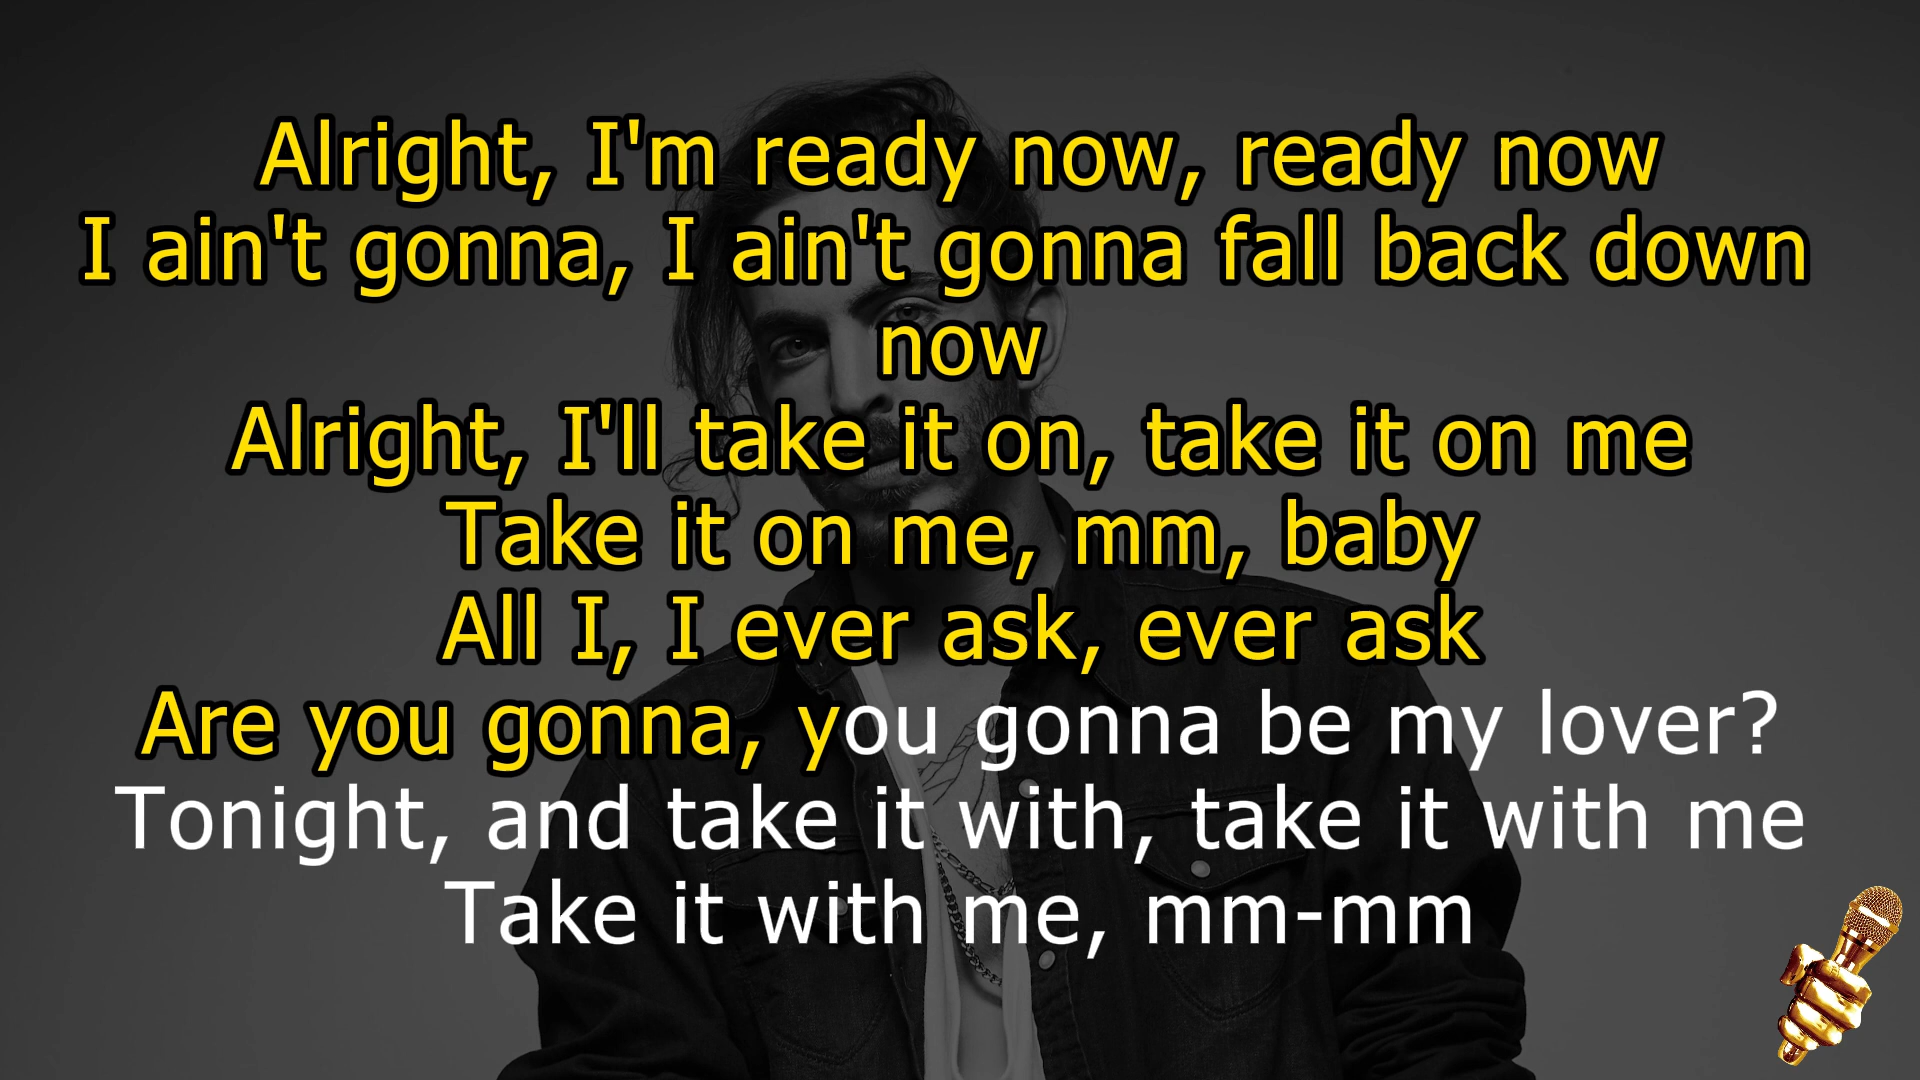 Alright, I'm ready now, ready now
I ain't gonna, I ain't gonna fall back down
now
Alright, I'll take it on, take it on me
Take it on me, mm, baby
All I, I ever ask, ever ask
Are you gonna, you gonna be my lover?
Tonight, and take it with, take it with me
Take it with me, mm-mm